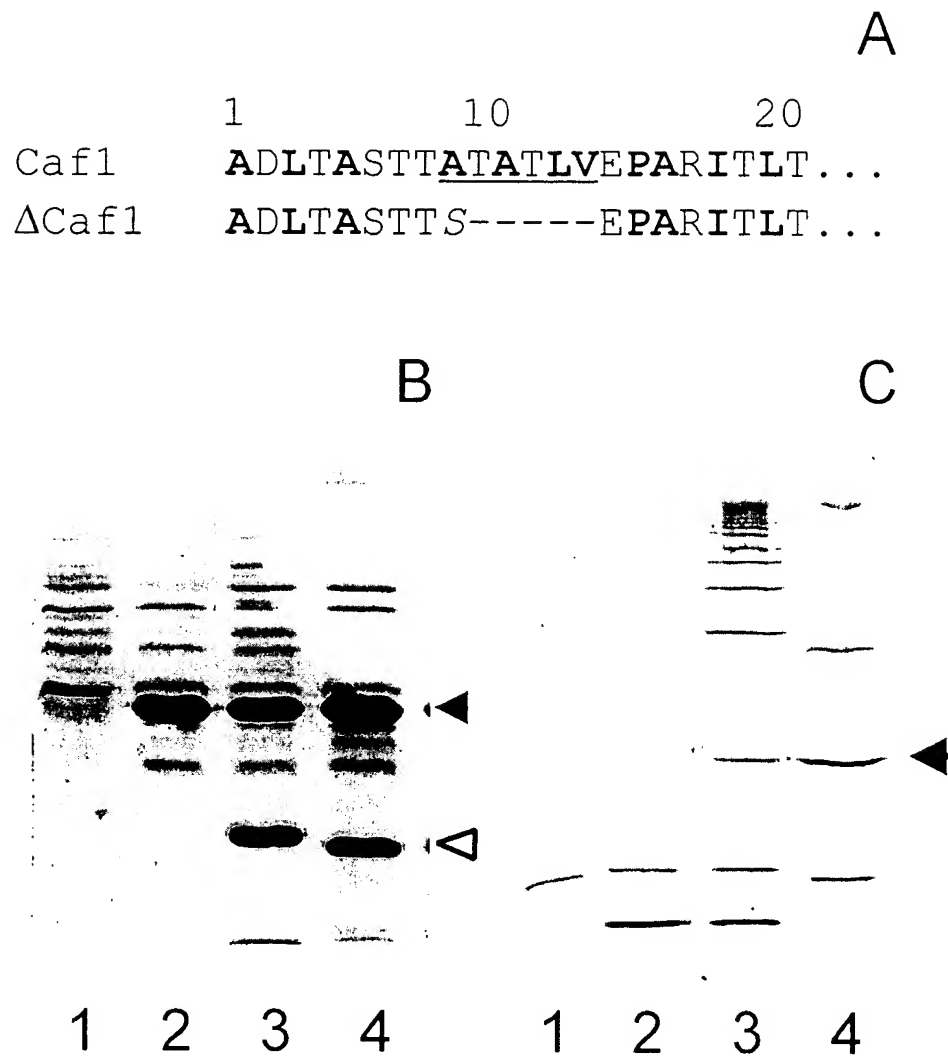 A
1 10 20
Caf1 ADLTASTTATATLVEPARITLT...
ΔCaf1 ADLTASTTS-----EPARITLT...
B C
1 2 3 4 1 2 3 4